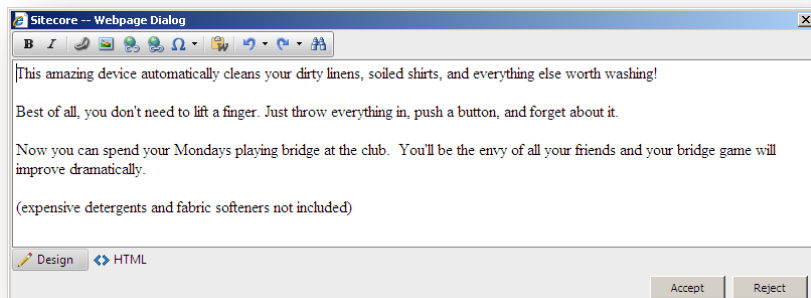 Sitecore -- Webpage Dialog
B I Ω
This amazing device automatically cleans your dirty linens, soiled shirts, and everything else worth washing!
Best of all, you don't need to lift a finger. Just throw everything in, push a button, and forget about it.
Now you can spend your Mondays playing bridge at the club.  You'll be the envy of all your friends and your bridge game will
improve dramatically.
(expensive detergents and fabric softeners not included)
Design HTML
Accept Reject